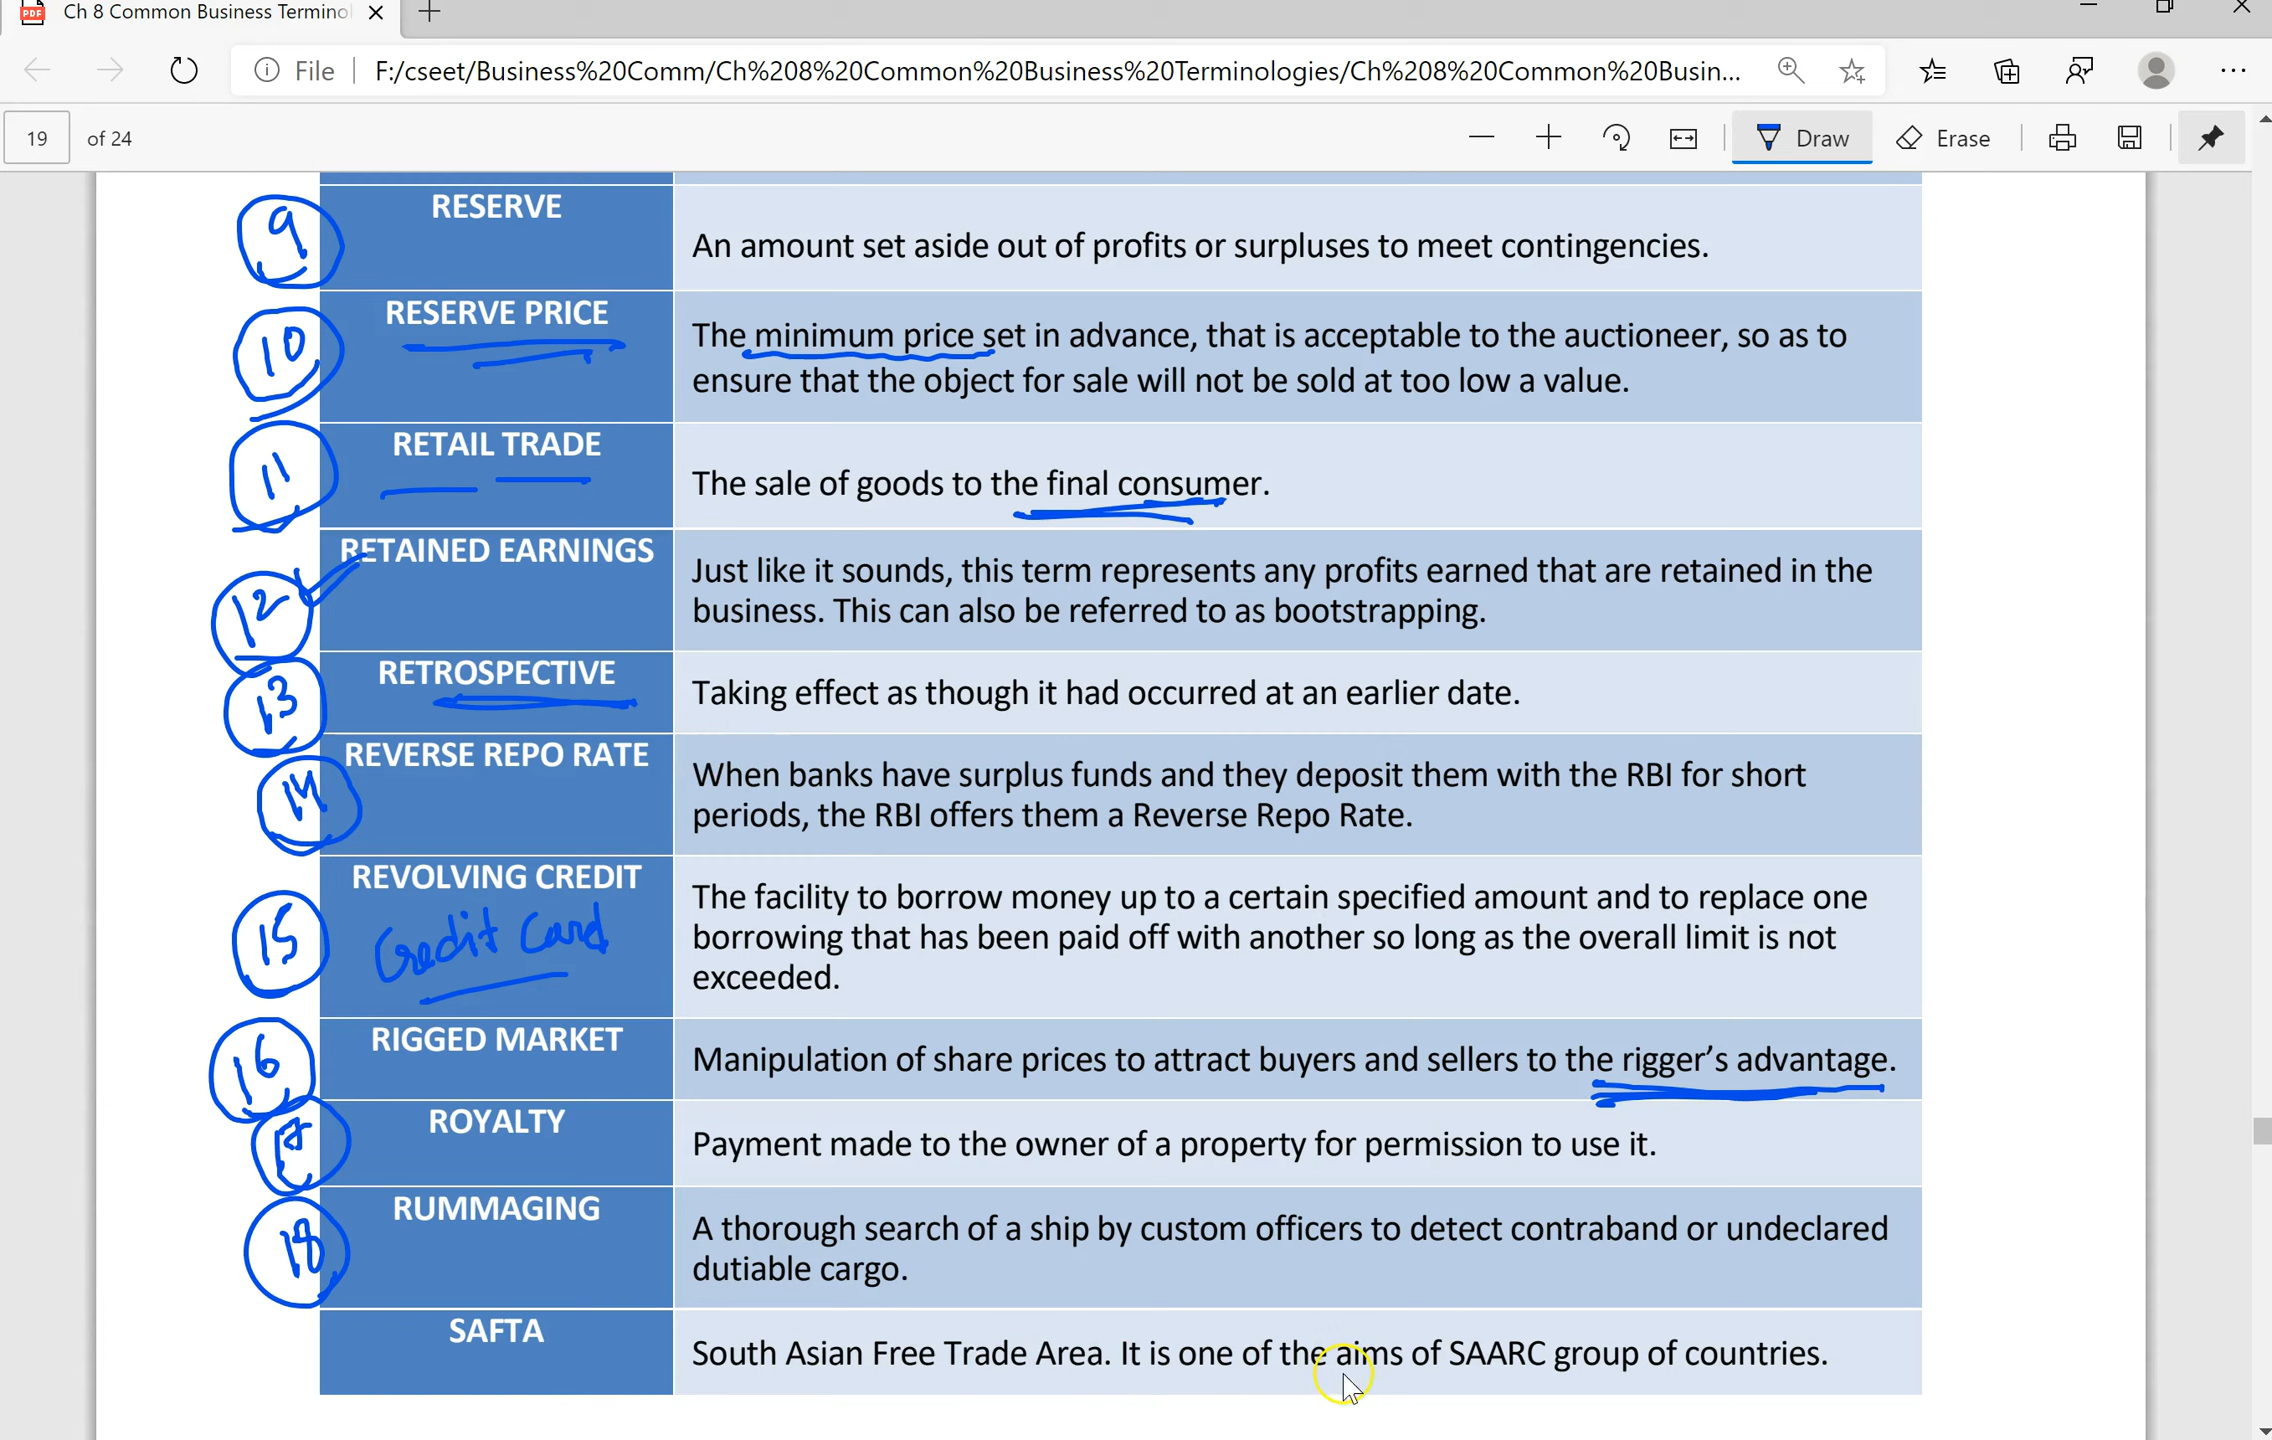 Ch 8 Common Business Terminol
File
F:/cseet/Business%20Comm/Ch%208%20Common%20Business%20Terminologies/Ch%208%20Common%20Busin...
19 of 24
Draw
Erase
9
RESERVE
An amount set aside out of profits or surpluses to meet contingencies.
10
RESERVE PRICE
The minimum price set in advance, that is acceptable to the auctioneer, so as to
ensure that the object for sale will not be sold at too low a value.
11
RETAIL TRADE
The sale of goods to the final consumer.
12
RETAINED EARNINGS
Just like it sounds, this term represents any profits earned that are retained in the
business. This can also be referred to as bootstrapping.
13
RETROSPECTIVE
Taking effect as though it had occurred at an earlier date.
14
REVERSE REPO RATE
When banks have surplus funds and they deposit them with the RBI for short
periods, the RBI offers them a Reverse Repo Rate.
15
REVOLVING CREDIT
Credit Card
The facility to borrow money up to a certain specified amount and to replace one
borrowing that has been paid off with another so long as the overall limit is not
exceeded.
16
RIGGED MARKET
Manipulation of share prices to attract buyers and sellers to the rigger’s advantage.
ROYALTY
Payment made to the owner of a property for permission to use it.
18
RUMMAGING
A thorough search of a ship by custom officers to detect contraband or undeclared
dutiable cargo.
SAFTA
South Asian Free Trade Area. It is one of the aims of SAARC group of countries.